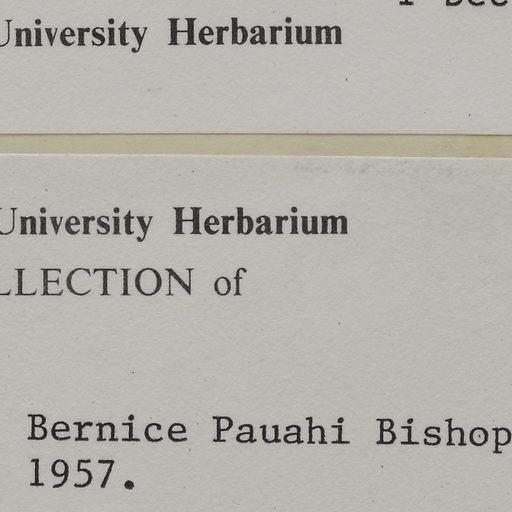 University Herbarium
University Herbarium
LLECTION of
Bernice Pauahi Bishop
1957.